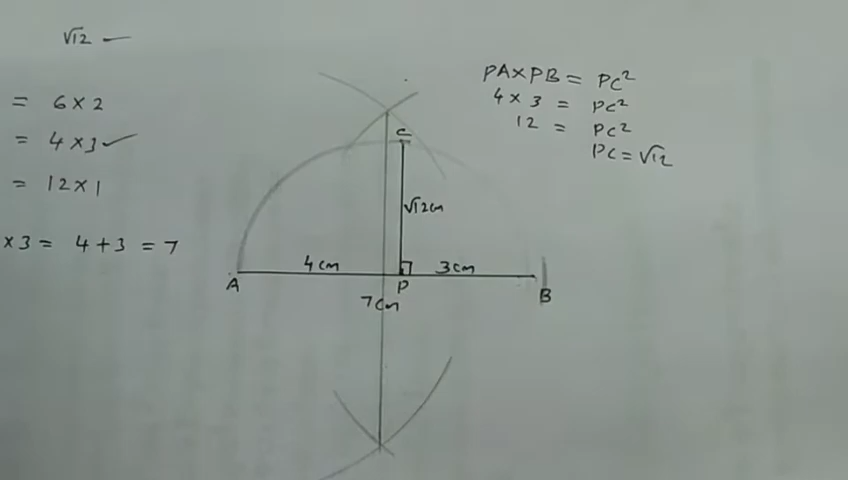 √12 —
= 6 × 2
= 4 × 3 ✓
= 12 × 1
× 3 = 4 + 3 = 7
PA × PB = PC²
4 × 3 = PC²
12 = PC²
PC = √12
C
√12 cm
4 cm
3 cm
A
P
B
7 cm